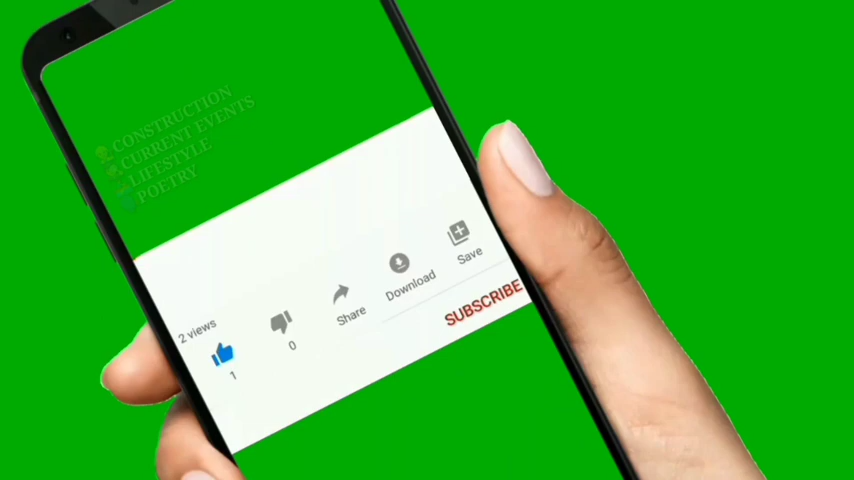 CONSTRUCTION
CURRENT EVENTS
LIFESTYLE
POETRY
2 views
1
0
Share
Download
Save
SUBSCRIBE